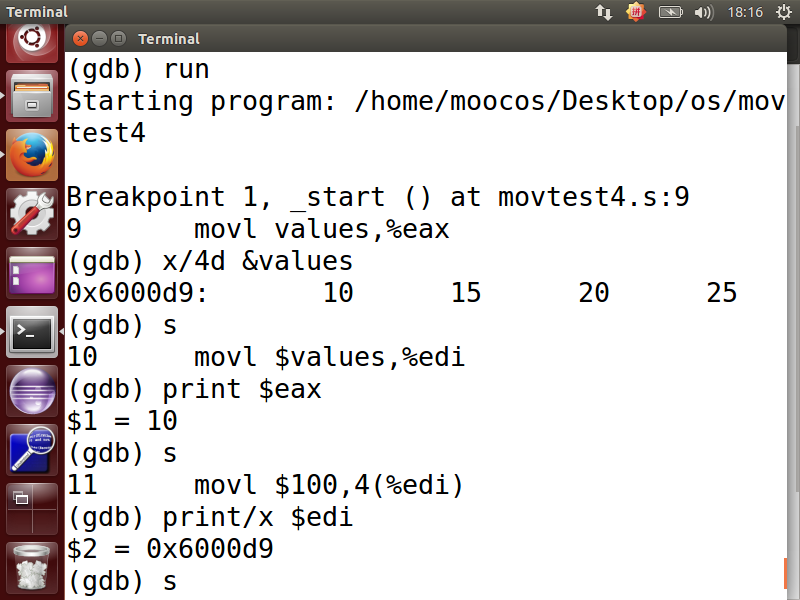 Terminal
拼
18:16
Terminal
(gdb) run
Starting program: /home/moocos/Desktop/os/mov
test4
Breakpoint 1, _start () at movtest4.s:9
9       movl values,%eax
(gdb) x/4d &values
0x6000d9:       10      15      20      25
(gdb) s
10      movl $values,%edi
(gdb) print $eax
$1 = 10
(gdb) s
11      movl $100,4(%edi)
(gdb) print/x $edi
$2 = 0x6000d9
(gdb) s